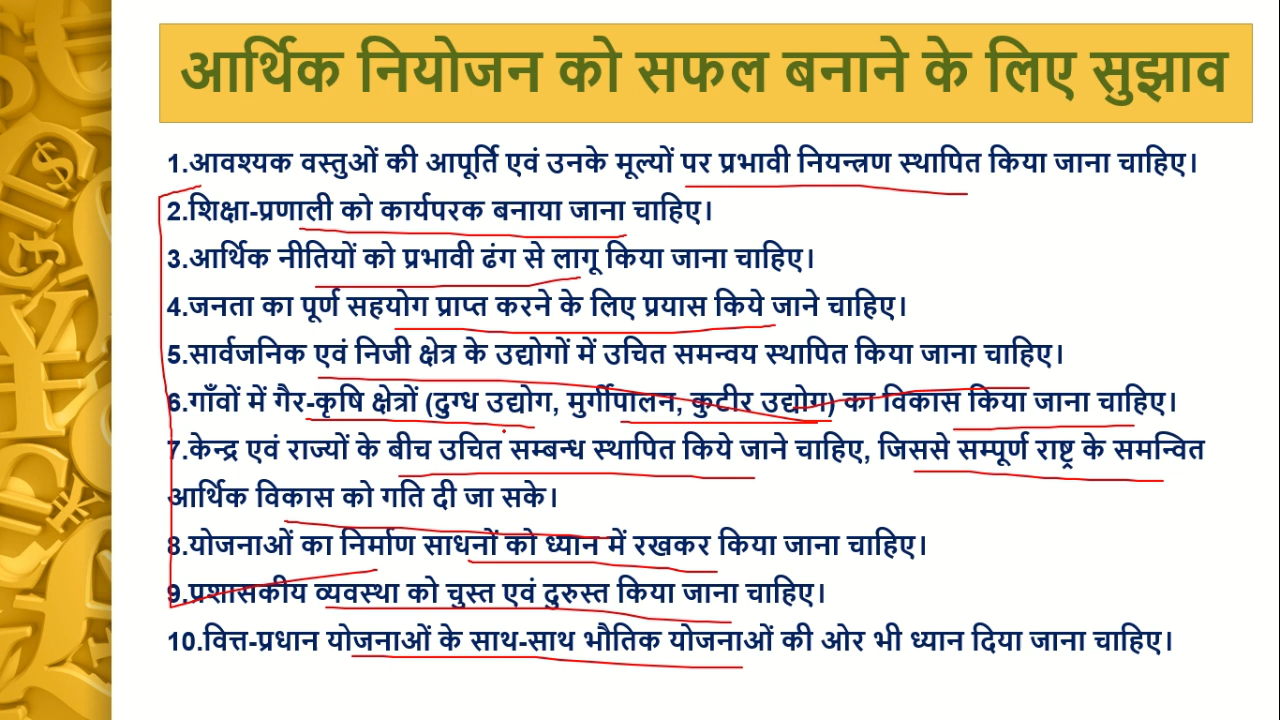 आर्थिक नियोजन को सफल बनाने के लिए सुझाव
1.आवश्यक वस्तुओं की आपूर्ति एवं उनके मूल्यों पर प्रभावी नियन्त्रण स्थापित किया जाना चाहिए।
2.शिक्षा-प्रणाली को कार्यपरक बनाया जाना चाहिए।
3.आर्थिक नीतियों को प्रभावी ढंग से लागू किया जाना चाहिए।
4.जनता का पूर्ण सहयोग प्राप्त करने के लिए प्रयास किये जाने चाहिए।
5.सार्वजनिक एवं निजी क्षेत्र के उद्योगों में उचित समन्वय स्थापित किया जाना चाहिए।
6.गाँवों में गैर-कृषि क्षेत्रों (दुग्ध उद्योग, मुर्गीपालन, कुटीर उद्योग) का विकास किया जाना चाहिए।
7.केन्द्र एवं राज्यों के बीच उचित सम्बन्ध स्थापित किये जाने चाहिए, जिससे सम्पूर्ण राष्ट्र के समन्वित
आर्थिक विकास को गति दी जा सके।
8.योजनाओं का निर्माण साधनों को ध्यान में रखकर किया जाना चाहिए।
9.प्रशासकीय व्यवस्था को चुस्त एवं दुरुस्त किया जाना चाहिए।
10.वित्त-प्रधान योजनाओं के साथ-साथ भौतिक योजनाओं की ओर भी ध्यान दिया जाना चाहिए।